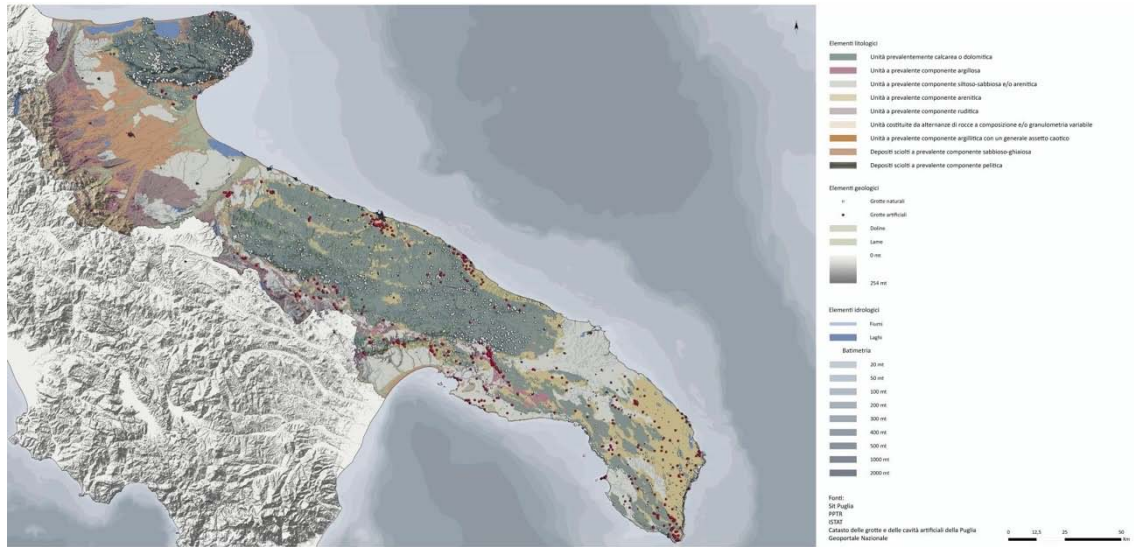 Elementi litologici
Unità prevalentemente calcarea o dolomitica
Unità a prevalente componente argillosa
Unità a prevalente componente siltoso-sabbiosa e/o arenitica
Unità a prevalente componente arenitica
Unità a prevalente componente ruditica
Unità costituite da alternanze di rocce a composizione e/o granulometria variabile
Unità a prevalente componente argillitica con un generale assetto caotico
Depositi sciolti a prevalente componente sabbioso-ghiaiosa
Depositi sciolti a prevalente componente pelitica
Elementi geologici
Grotte naturali
Grotte artificiali
Doline
Lame
0 mt
254 mt
Elementi idrologici
Fiumi
Laghi
Batimetria
20 mt
50 mt
100 mt
200 mt
300 mt
400 mt
500 mt
1000 mt
2000 mt
Fonti:
Sit Puglia
PPTR
ISTAT
Catasto delle grotte e delle cavità artificiali della Puglia
Geoportale Nazionale
0 12,5 25 50
Km